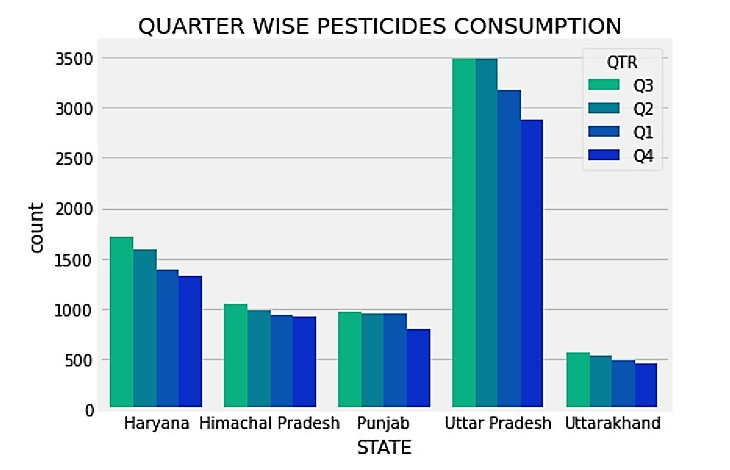 QUARTER WISE PESTICIDES CONSUMPTION
3500
3000
2500
2000
1500
1000
500
0
count
QTR
Q3
Q2
Q1
Q4
Haryana Himachal Pradesh Punjab Uttar Pradesh Uttarakhand
STATE